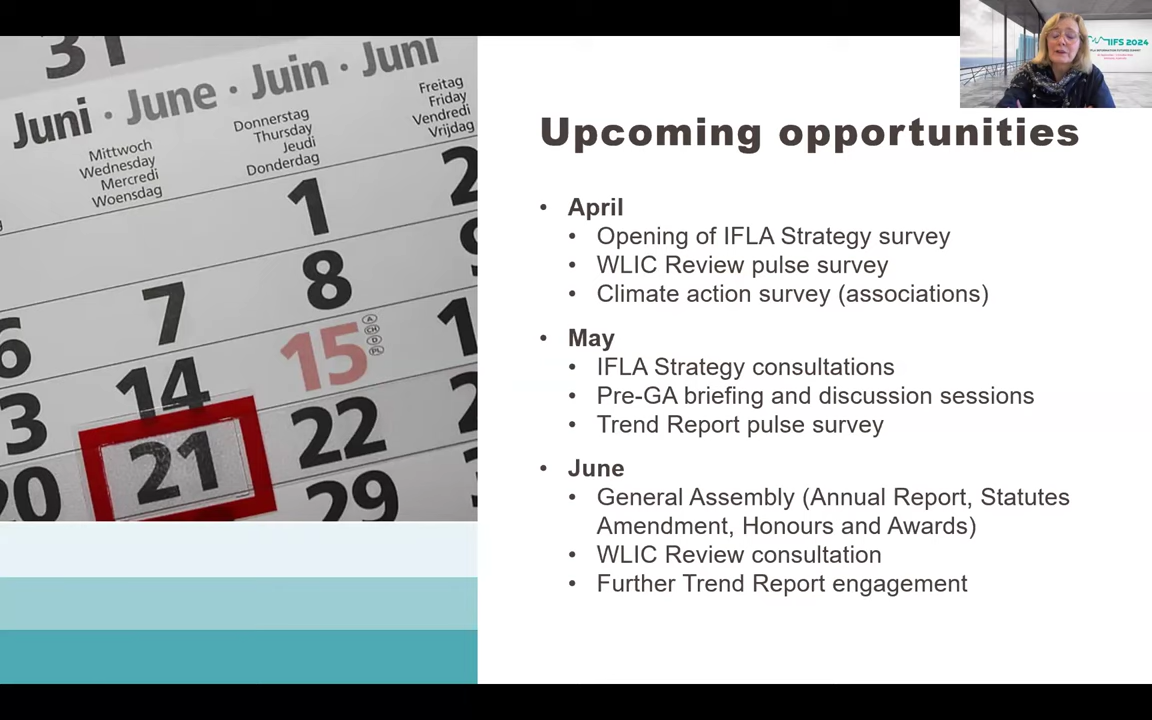 31
Juni · June · Juin · Juni
Mittwoch
Wednesday
Mercredi
Woensdag
Donnerstag
Thursday
Jeudi
Donderdag
Freitag
Friday
Vendredi
Vrijdag
1 2
7 8
14 15
21 22
20
29
IIFS 2024
Upcoming opportunities
• April
• Opening of IFLA Strategy survey
• WLIC Review pulse survey
• Climate action survey (associations)
• May
• IFLA Strategy consultations
• Pre-GA briefing and discussion sessions
• Trend Report pulse survey
• June
• General Assembly (Annual Report, Statutes
Amendment, Honours and Awards)
• WLIC Review consultation
• Further Trend Report engagement